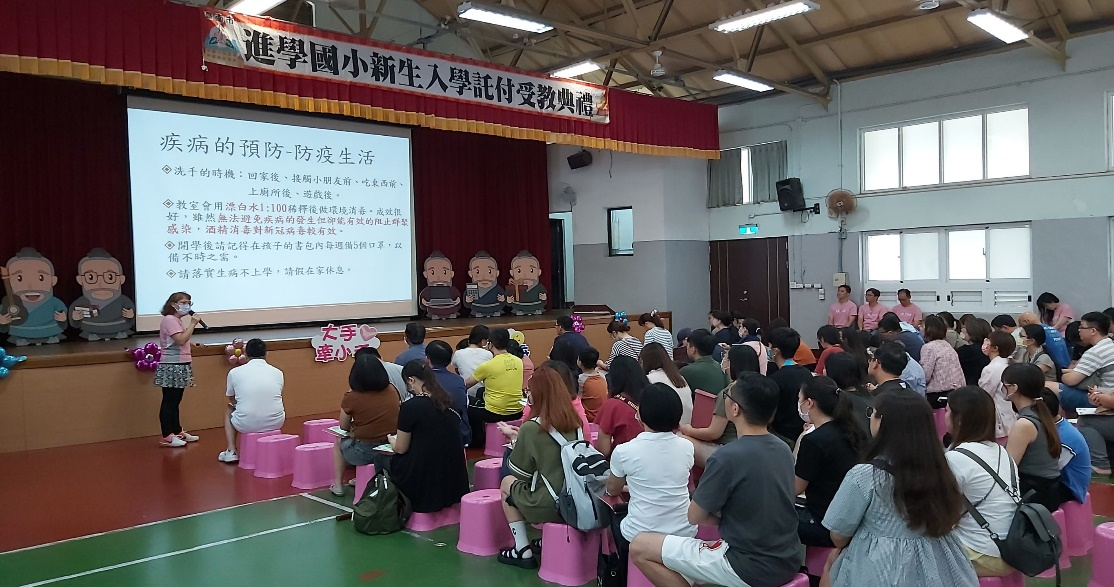 進學國小新生入學託付受教典禮
疾病的預防-防疫生活
◈洗手的時機：回家後、接觸小朋友前、吃東西前、
上廁所後、遊戲後。
◈教室會用漂白水1:100稀釋後做環境消毒。成效很
好，雖然無法避免疾病的發生但卻能有效的阻止群聚
感染，酒精消毒對新冠病毒較有效。
◈開學後請記得在孩子的書包內每週備5個口罩，以
備不時之需。
◈請落實生病不上學，請假在家休息。
大手
牽小手